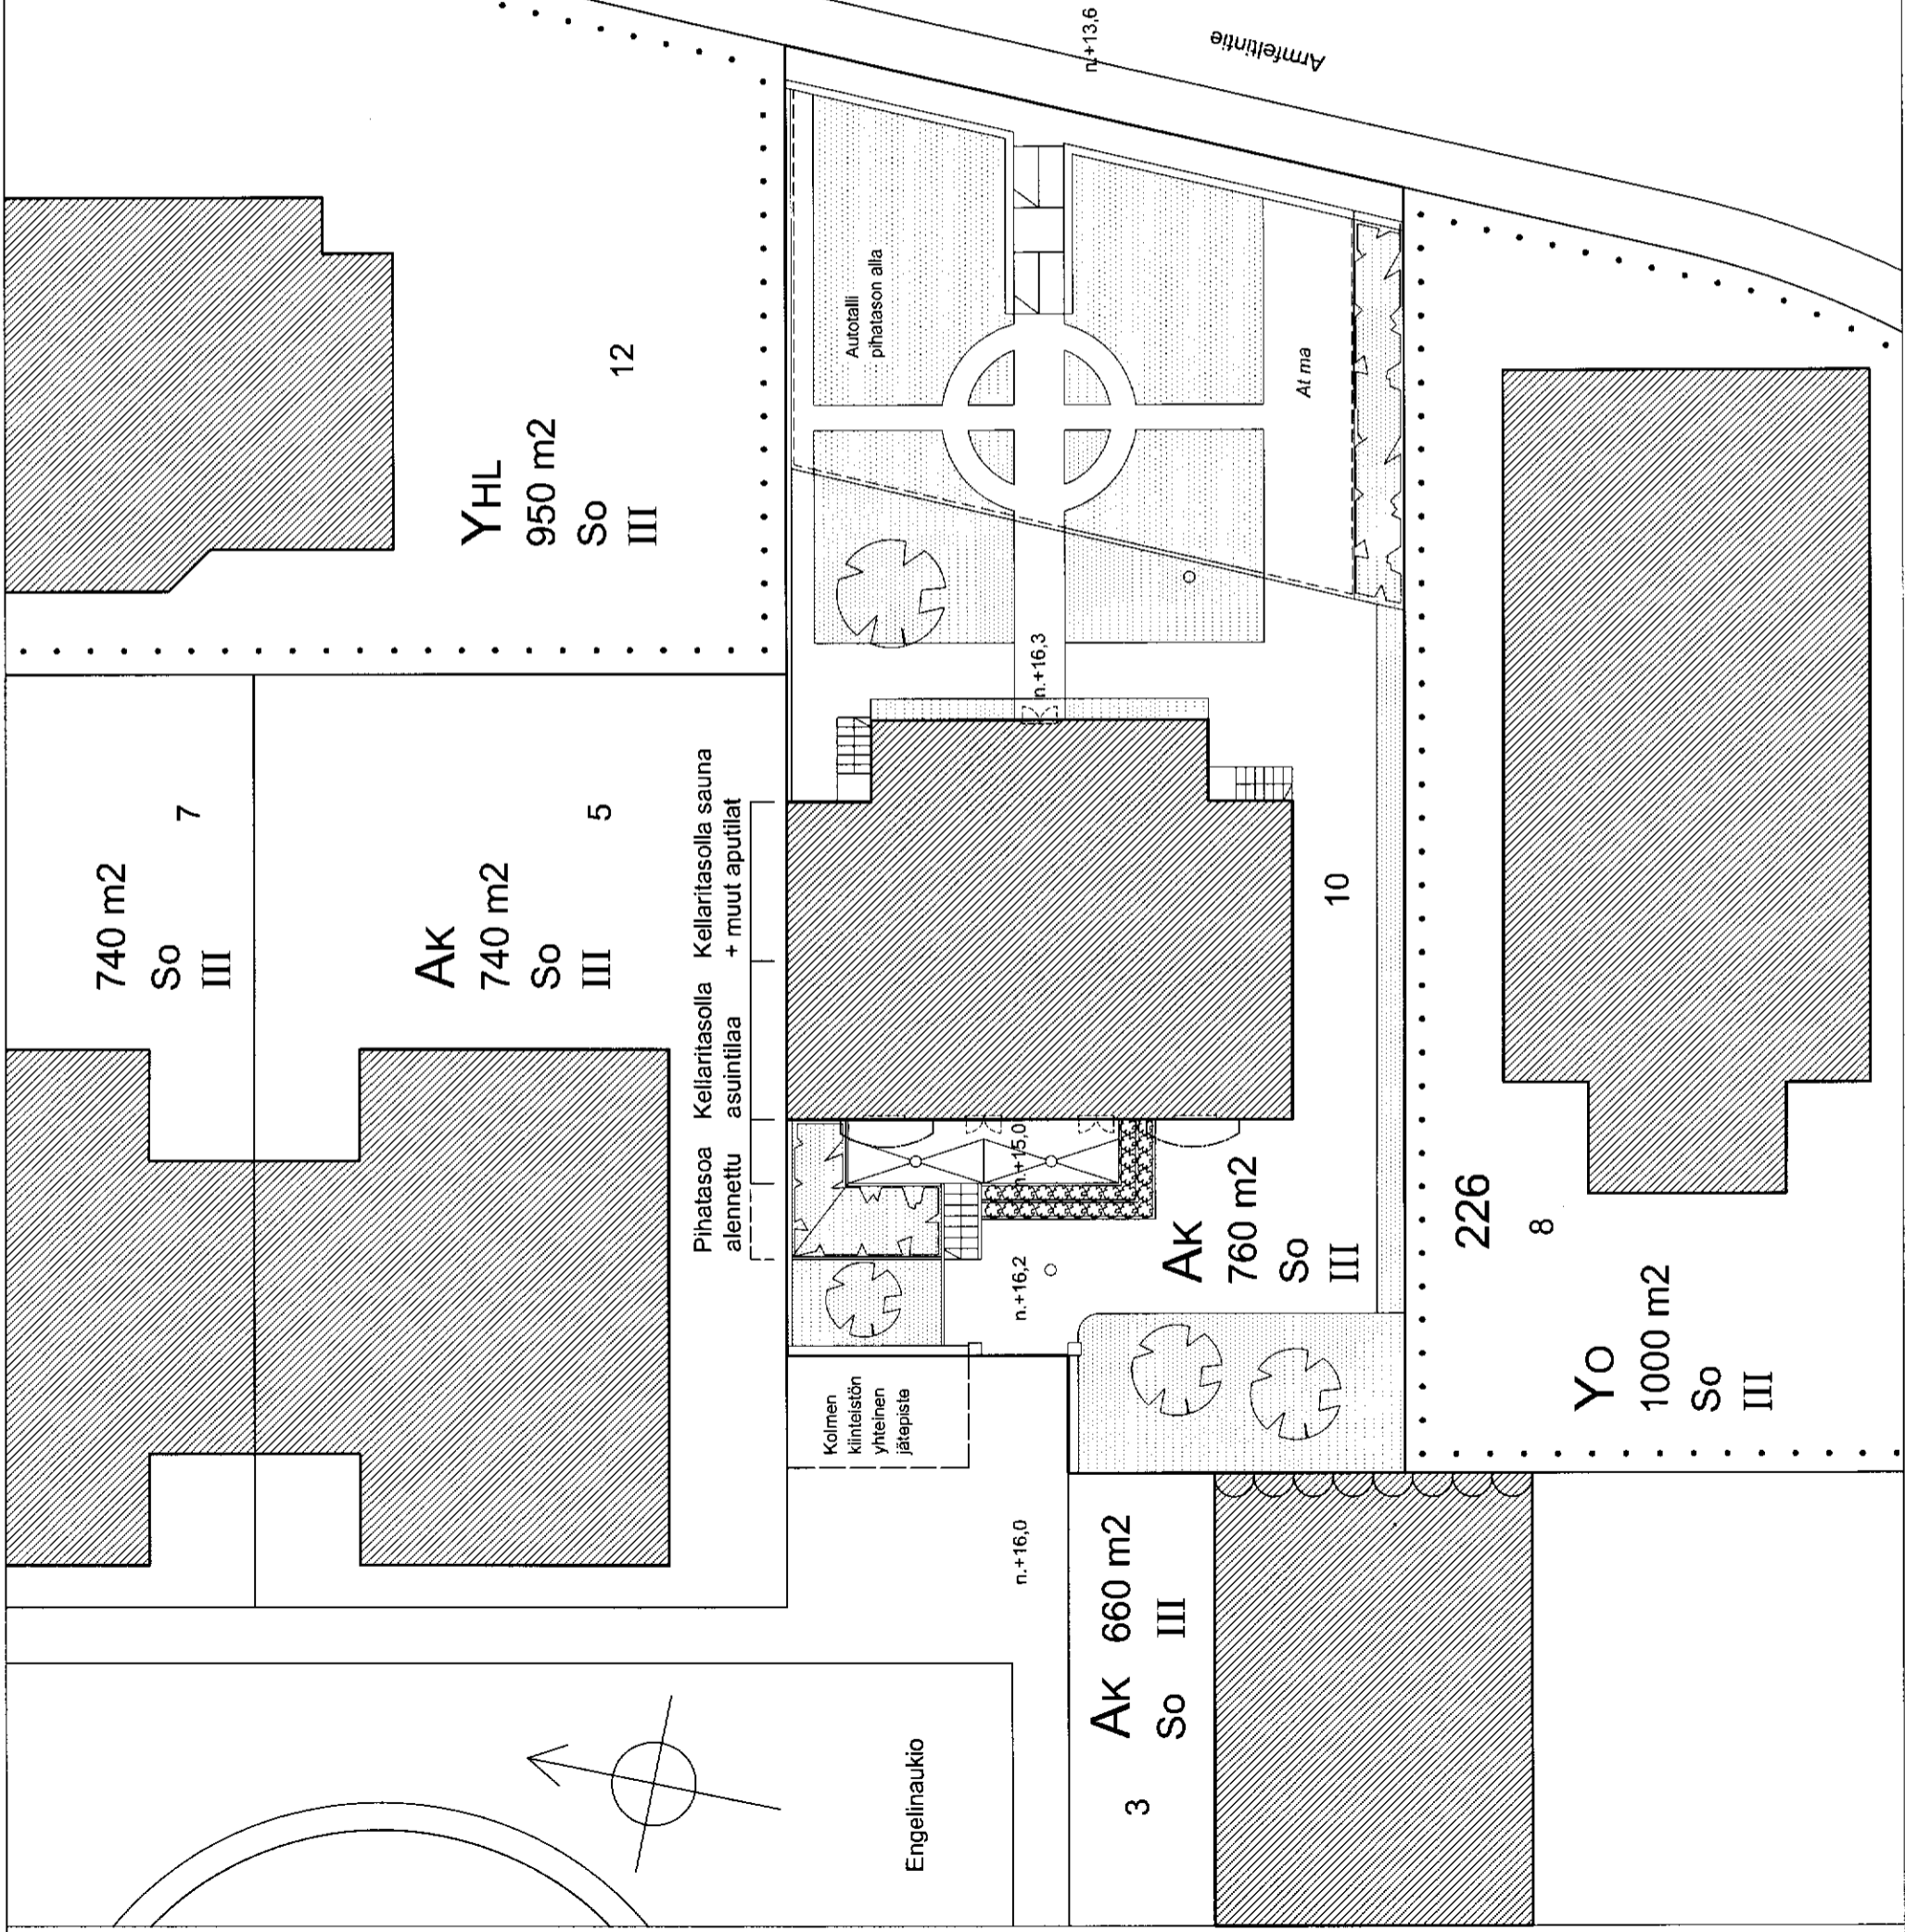 n.+13,6
Armfeltintie
YHL
950 m2
So
III
12
Autotalli
pihatason alla
At ma
n.+16,3
740 m2
So
III
7
AK
740 m2
So
III
5
Pihatasoa
alennettu
Kellaritasolla
asuintilaa
Kellaritasolla sauna
+ muut aputilat
10
n.+15,0
n.+16,2
AK
760 m2
So
III
226
8
YO
1000 m2
So
III
Kolmen
kiinteistön
yhteinen
jätepiste
n.+16,0
AK 660 m2
So III
3
Engelinaukio